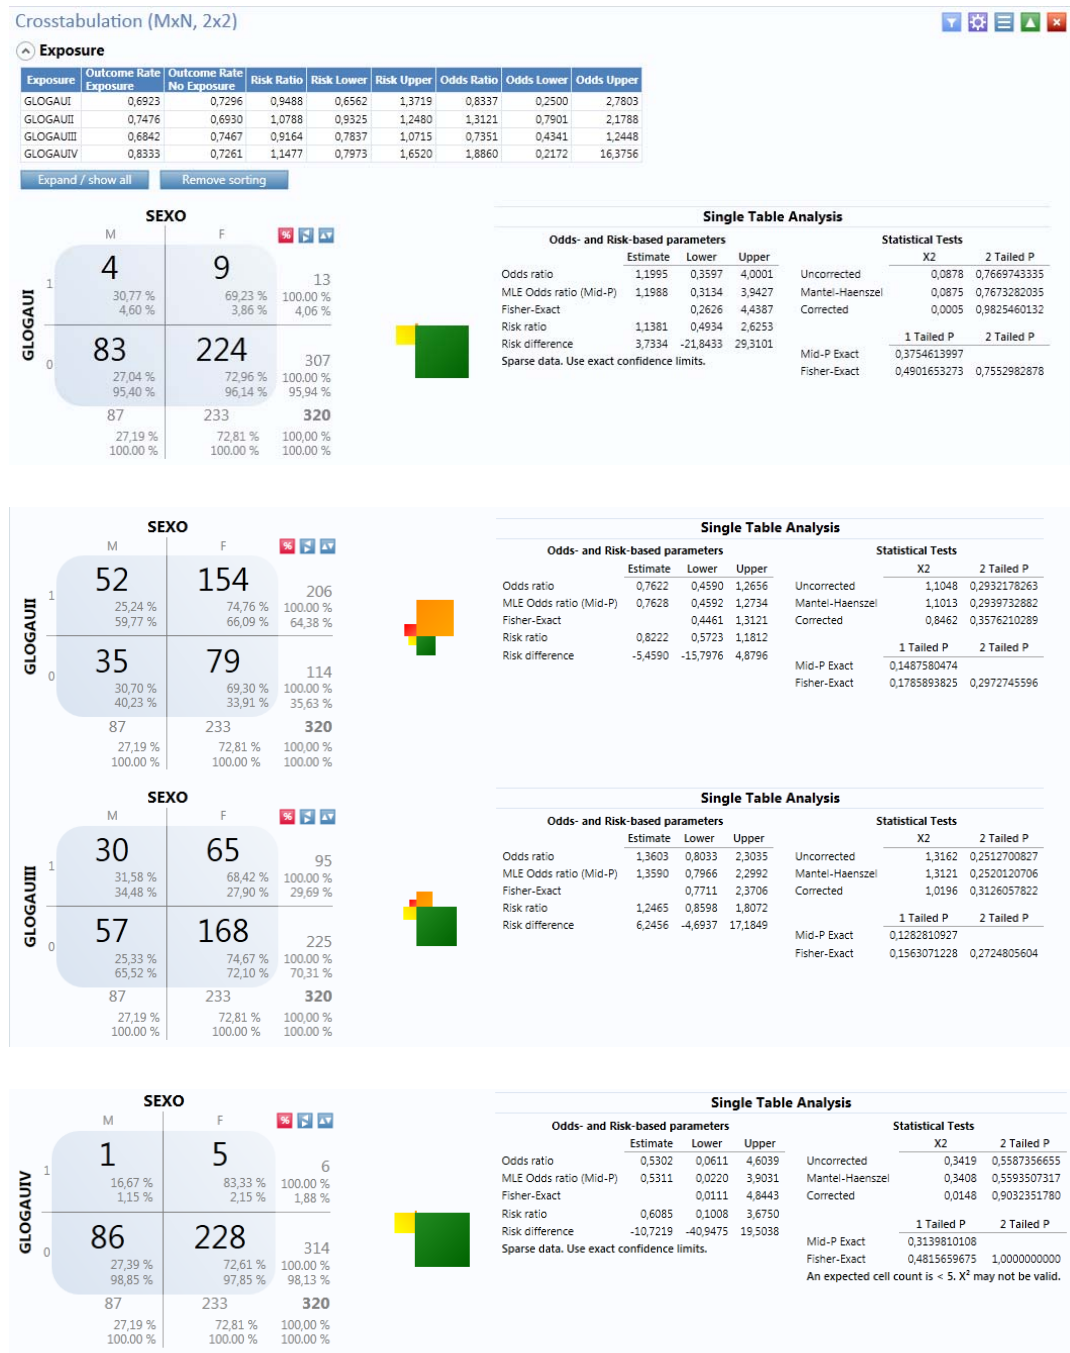 Crosstabulation (MxN, 2x2)
Exposure
Exposure Outcome Rate Exposure Outcome Rate No Exposure Risk Ratio Risk Lower Risk Upper Odds Ratio Odds Lower Odds Upper
GLOGAUI 0,6923 0,7296 0,9488 0,6562 1,3719 0,8337 0,2500 2,7803
GLOGAUII 0,7476 0,6930 1,0788 0,9325 1,2480 1,3121 0,7901 2,1788
GLOGAUIII 0,6842 0,7467 0,9164 0,7837 1,0715 0,7351 0,4341 1,2448
GLOGAUIV 0,8333 0,7261 1,1477 0,7973 1,6520 1,8860 0,2172 16,3756
Expand / show all Remove sorting
SEXO
M F %
GLOGAUI
1 4 9 13
30,77 % 69,23 % 100.00 %
4,60 % 3,86 % 4,06 %
0 83 224 307
27,04 % 72,96 % 100.00 %
95,40 % 96,14 % 95,94 %
87 233 320
27,19 % 72,81 % 100,00 %
100.00 % 100.00 % 100.00 %
Single Table Analysis
Odds- and Risk-based parameters
Estimate Lower Upper
Odds ratio 1,1995 0,3597 4,0001
MLE Odds ratio (Mid-P) 1,1988 0,3134 3,9427
Fisher-Exact 0,2626 4,4387
Risk ratio 1,1381 0,4934 2,6253
Risk difference 3,7334 -21,8433 29,3101
Sparse data. Use exact confidence limits.
Statistical Tests
X2 2 Tailed P
Uncorrected 0,0878 0,7669743335
Mantel-Haenszel 0,0875 0,7673282035
Corrected 0,0005 0,9825460132
1 Tailed P 2 Tailed P
Mid-P Exact 0,3754613997
Fisher-Exact 0,4901653273 0,7552982878
SEXO
M F %
GLOGAUII
1 52 154 206
25,24 % 74,76 % 100.00 %
59,77 % 66,09 % 64,38 %
0 35 79 114
30,70 % 69,30 % 100.00 %
40,23 % 33,91 % 35,63 %
87 233 320
27,19 % 72,81 % 100,00 %
100.00 % 100.00 % 100.00 %
Single Table Analysis
Odds- and Risk-based parameters
Estimate Lower Upper
Odds ratio 0,7622 0,4590 1,2656
MLE Odds ratio (Mid-P) 0,7628 0,4592 1,2734
Fisher-Exact 0,4461 1,3121
Risk ratio 0,8222 0,5723 1,1812
Risk difference -5,4590 -15,7976 4,8796
Statistical Tests
X2 2 Tailed P
Uncorrected 1,1048 0,2932178263
Mantel-Haenszel 1,1013 0,2939732882
Corrected 0,8462 0,3576210289
1 Tailed P 2 Tailed P
Mid-P Exact 0,1487580474
Fisher-Exact 0,1785893825 0,2972745596
SEXO
M F %
GLOGAUIII
1 30 65 95
31,58 % 68,42 % 100.00 %
34,48 % 27,90 % 29,69 %
0 57 168 225
25,33 % 74,67 % 100.00 %
65,52 % 72,10 % 70,31 %
87 233 320
27,19 % 72,81 % 100,00 %
100.00 % 100.00 % 100.00 %
Single Table Analysis
Odds- and Risk-based parameters
Estimate Lower Upper
Odds ratio 1,3603 0,8033 2,3035
MLE Odds ratio (Mid-P) 1,3590 0,7966 2,2992
Fisher-Exact 0,7711 2,3706
Risk ratio 1,2465 0,8598 1,8072
Risk difference 6,2456 -4,6937 17,1849
Statistical Tests
X2 2 Tailed P
Uncorrected 1,3162 0,2512700827
Mantel-Haenszel 1,3121 0,2520120706
Corrected 1,0196 0,3126057822
1 Tailed P 2 Tailed P
Mid-P Exact 0,1282810927
Fisher-Exact 0,1563071228 0,2724805604
SEXO
M F %
GLOGAUIV
1 1 5 6
16,67 % 83,33 % 100.00 %
1,15 % 2,15 % 1,88 %
0 86 228 314
27,39 % 72,61 % 100.00 %
98,85 % 97,85 % 98,13 %
87 233 320
27,19 % 72,81 % 100,00 %
100.00 % 100.00 % 100.00 %
Single Table Analysis
Odds- and Risk-based parameters
Estimate Lower Upper
Odds ratio 0,5302 0,0611 4,6039
MLE Odds ratio (Mid-P) 0,5311 0,0220 3,9031
Fisher-Exact 0,0111 4,8443
Risk ratio 0,6085 0,1008 3,6750
Risk difference -10,7219 -40,9475 19,5038
Sparse data. Use exact confidence limits.
Statistical Tests
X2 2 Tailed P
Uncorrected 0,3419 0,5587356655
Mantel-Haenszel 0,3408 0,5593507317
Corrected 0,0148 0,9032351780
1 Tailed P 2 Tailed P
Mid-P Exact 0,3139810108
Fisher-Exact 0,4815659675 1,0000000000
An expected cell count is < 5. X² may not be valid.